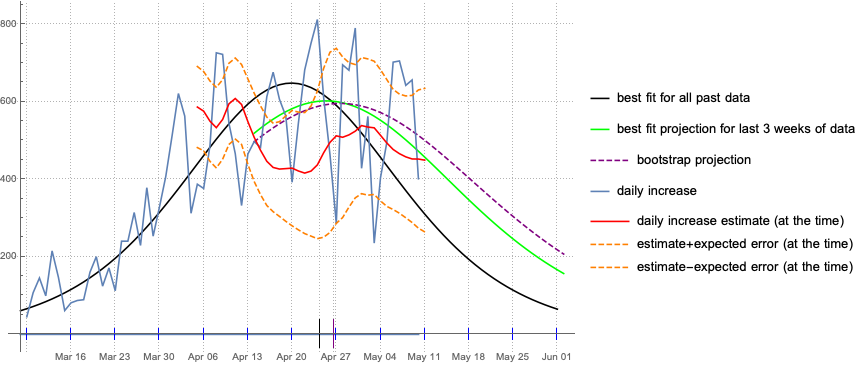 800
600
400
200
Mar 16 Mar 23 Mar 30 Apr 06 Apr 13 Apr 20 Apr 27 May 04 May 11 May 18 May 25 Jun 01
best fit for all past data
best fit projection for last 3 weeks of data
bootstrap projection
daily increase
daily increase estimate (at the time)
estimate+expected error (at the time)
estimate−expected error (at the time)